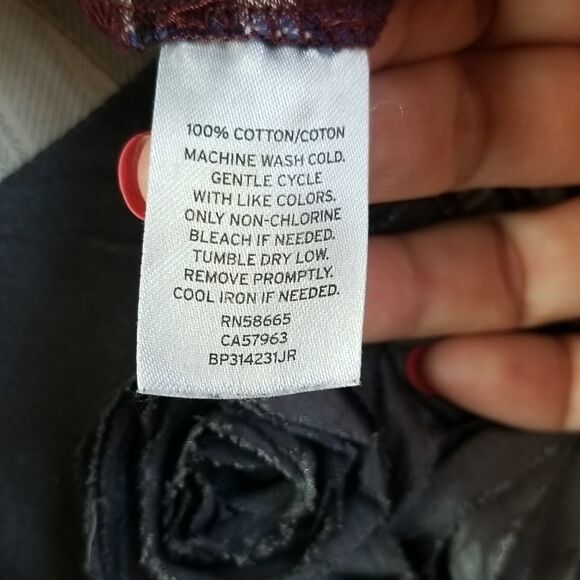 100% COTTON/COTON
MACHINE WASH COLD.
GENTLE CYCLE
WITH LIKE COLORS.
ONLY NON-CHLORINE
BLEACH IF NEEDED.
TUMBLE DRY LOW.
REMOVE PROMPTLY.
COOL IRON IF NEEDED.
RN58665
CA57963
BP314231JR